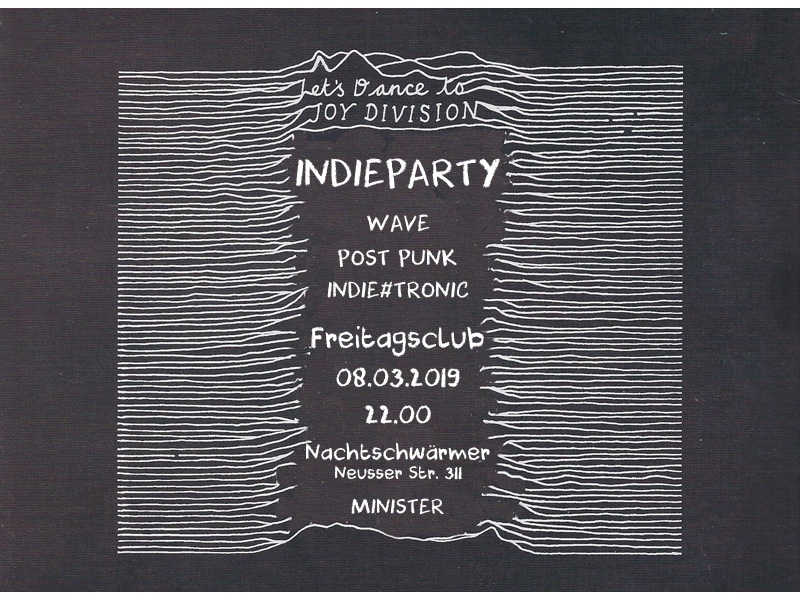 Let's Dance to
JOY DIVISION
INDIEPARTY
WAVE
POST PUNK
INDIE#TRONIC
Freitagsclub
08.03.2019
22.00
Nachtschwärmer
Neusser Str. 311
MINISTER